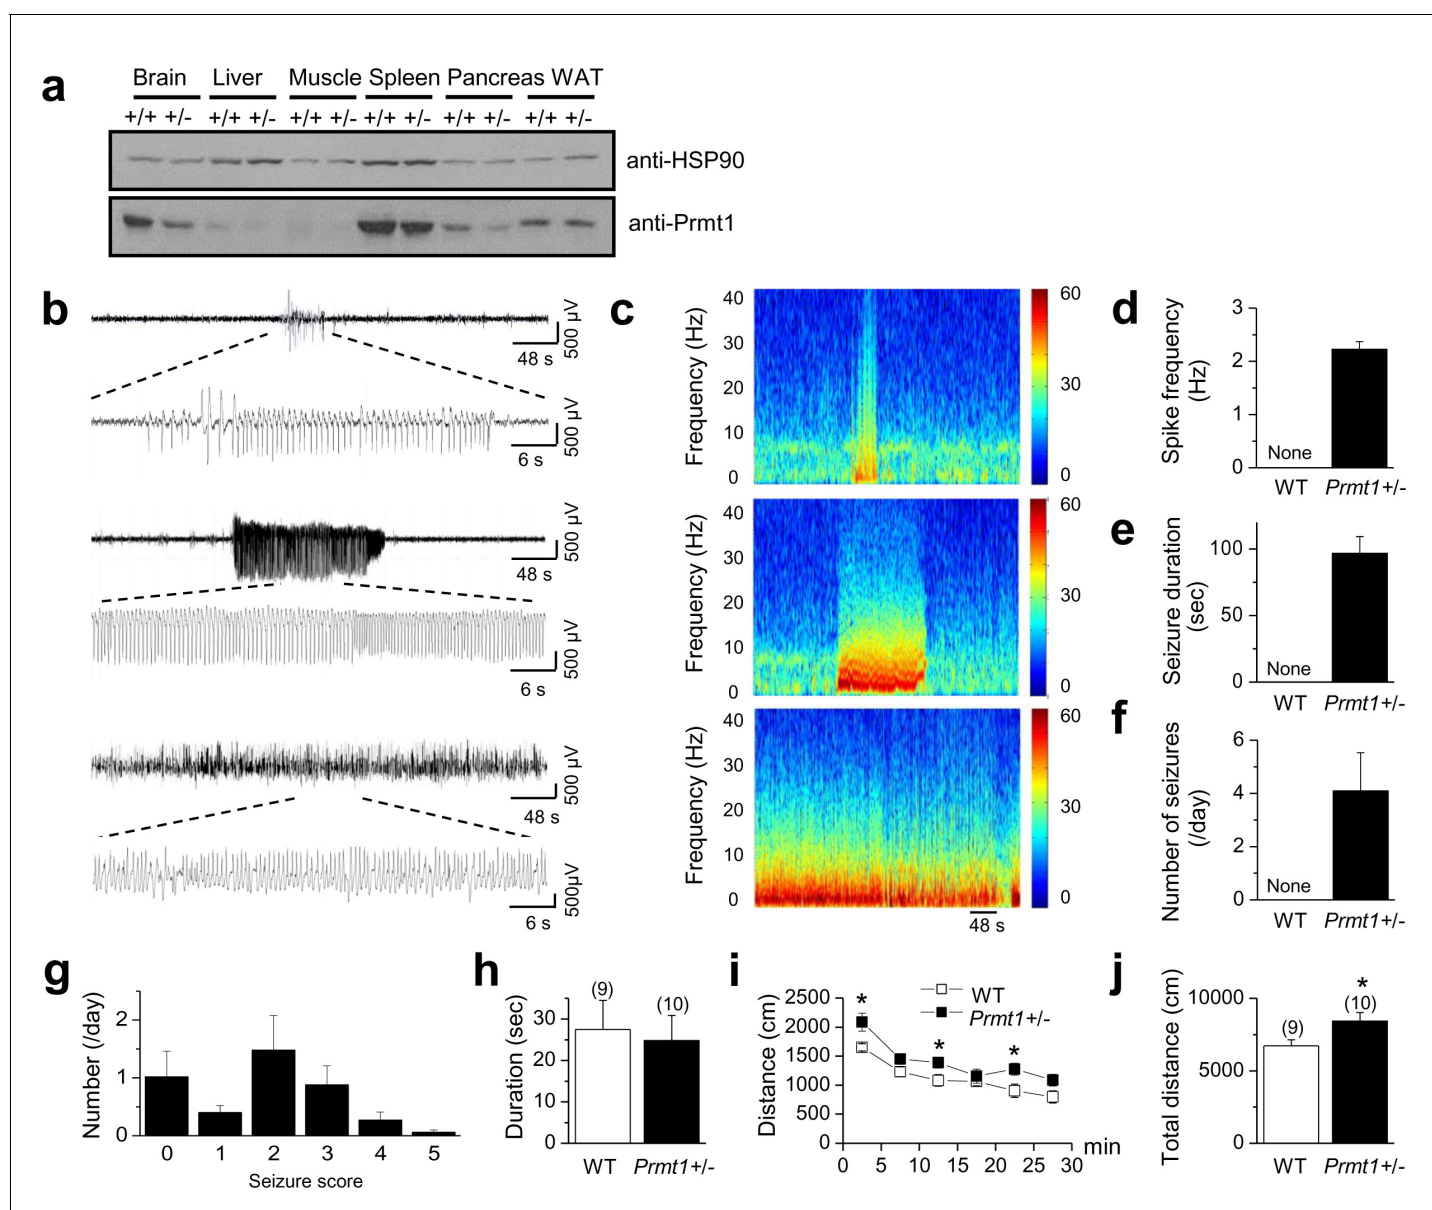 a
Brain Liver Muscle Spleen Pancreas WAT
+/+ +/- +/+ +/- +/+ +/- +/+ +/- +/+ +/- +/+ +/-
anti-HSP90
anti-Prmt1
b
500 µV
48 s
500 µV
6 s
500 µV
48 s
500 µV
6 s
500 µV
48 s
500µV
6 s
c
Frequency (Hz)
40
30
20
10
0
60
30
0
Frequency (Hz)
40
30
20
10
0
60
30
0
Frequency (Hz)
40
30
20
10
0
60
30
0
48 s
d
Spike frequency
(Hz)
3
2
1
0
None
WT Prmt1+/-
e
Seizure duration
(sec)
100
50
0
None
WT Prmt1+/-
f
Number of seizures
(/day)
6
4
2
0
None
WT Prmt1+/-
g
Number (/day)
2
1
0
0 1 2 3 4 5
Seizure score
h
Duration (sec)
30
20
10
0
(9)
(10)
WT Prmt1+/-
i
Distance (cm)
2500
2000
1500
1000
500
0
WT
Prmt1+/-
*
*
*
0 5 10 15 20 25 30
min
j
Total distance (cm)
10000
5000
0
*
(9)
(10)
WT Prmt1+/-